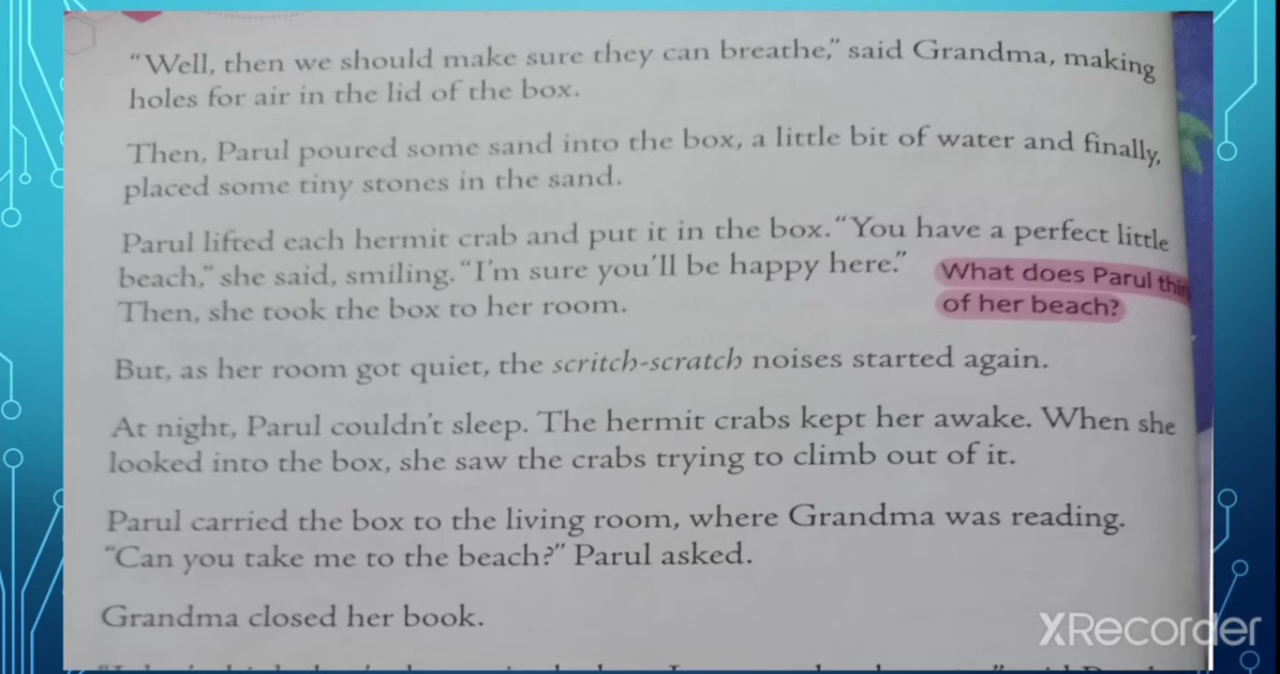 “Well, then we should make sure they can breathe,” said Grandma, making
holes for air in the lid of the box.
Then, Parul poured some sand into the box, a little bit of water and finally,
placed some tiny stones in the sand.
Parul lifted each hermit crab and put it in the box. “You have a perfect little
beach,” she said, smiling. “I’m sure you’ll be happy here.”
Then, she took the box to her room.
What does Parul
of her beach?
But, as her room got quiet, the scritch-scratch noises started again.
At night, Parul couldn’t sleep. The hermit crabs kept her awake. When she
looked into the box, she saw the crabs trying to climb out of it.
Parul carried the box to the living room, where Grandma was reading.
“Can you take me to the beach?” Parul asked.
Grandma closed her book.
XRecorder